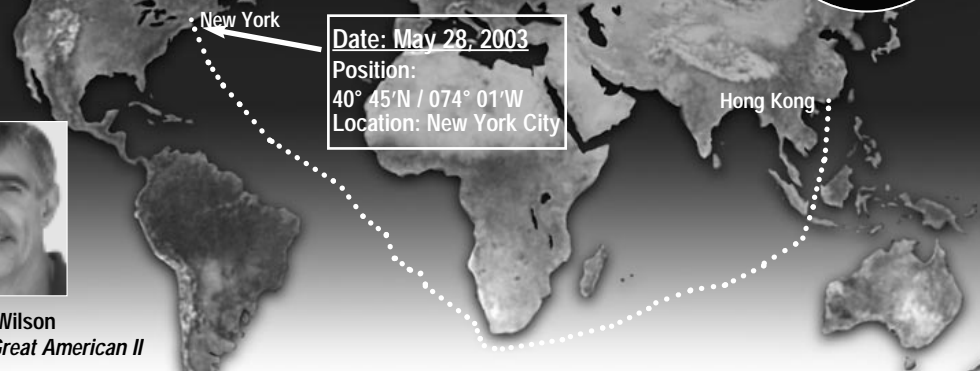 New York
Date: May 28, 2003
Position:
40° 45'N / 074° 01'W
Location: New York City
Hong Kong
Wilson
Great American II